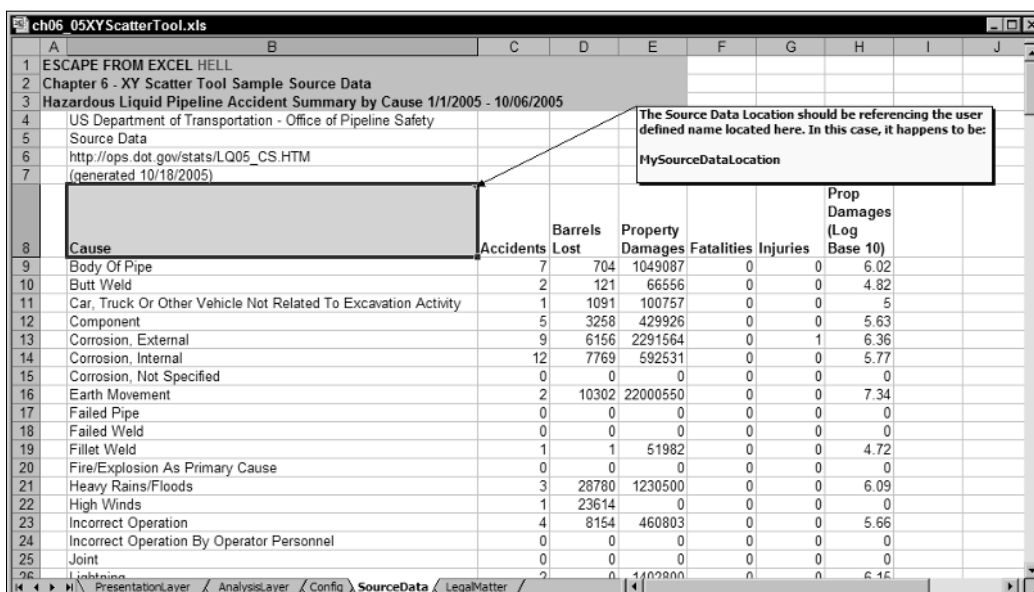 ch06_05XYScatterTool.xls
A B C D E F G H I J
1 ESCAPE FROM EXCEL HELL
2 Chapter 6 - XY Scatter Tool Sample Source Data
3 Hazardous Liquid Pipeline Accident Summary by Cause 1/1/2005 - 10/06/2005
4 US Department of Transportation - Office of Pipeline Safety
5 Source Data
6 http://ops.dot.gov/stats/LQ05_CS.HTM
7 (generated 10/18/2005)
The Source Data Location should be referencing the user
defined name located here. In this case, it happens to be:
MySourceDataLocation
8 Cause Accidents Barrels Lost Property Damages Fatalities Injuries Prop Damages (Log Base 10)
9 Body Of Pipe 7 704 1049087 0 0 6.02
10 Butt Weld 2 121 66556 0 0 4.82
11 Car, Truck Or Other Vehicle Not Related To Excavation Activity 1 1091 100757 0 0 5
12 Component 5 3258 429926 0 0 5.63
13 Corrosion, External 9 6156 2291564 0 1 6.36
14 Corrosion, Internal 12 7769 592531 0 0 5.77
15 Corrosion, Not Specified 0 0 0 0 0 0
16 Earth Movement 2 10302 22000550 0 0 7.34
17 Failed Pipe 0 0 0 0 0 0
18 Failed Weld 0 0 0 0 0 0
19 Fillet Weld 1 1 51982 0 0 4.72
20 Fire/Explosion As Primary Cause 0 0 0 0 0 0
21 Heavy Rains/Floods 3 28780 1230500 0 0 6.09
22 High Winds 1 23614 0 0 0 0
23 Incorrect Operation 4 8154 460803 0 0 5.66
24 Incorrect Operation By Operator Personnel 0 0 0 0 0 0
25 Joint 0 0 0 0 0 0
26 Lightning 2 0 1402800 0 0 6.15
PresentationLayer AnalysisLayer Config SourceData LegalMatter